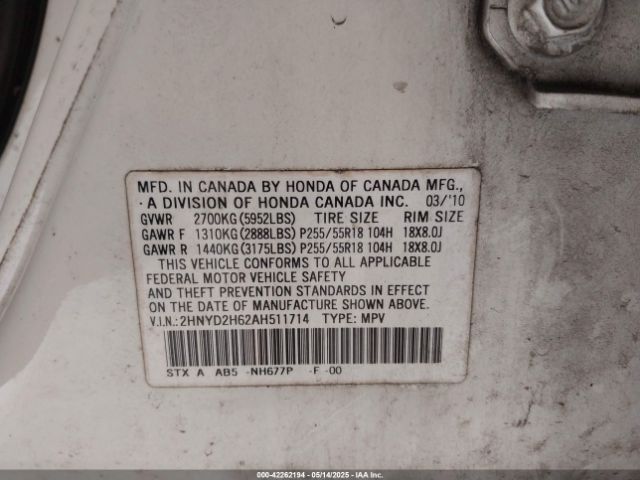 MFD. IN CANADA BY HONDA OF CANADA MFG.,
A DIVISION OF HONDA CANADA INC. 03/'10
GVWR 2700KG(5952LBS) TIRE SIZE RIM SIZE
GAWR F 1310KG(2888LBS) P255/55R18 104H 18X8.0J
GAWR R 1440KG(3175LBS) P255/55R18 104H 18X8.0J
THIS VEHICLE CONFORMS TO ALL APPLICABLE
FEDERAL MOTOR VEHICLE SAFETY
AND THEFT PREVENTION STANDARDS IN EFFECT
ON THE DATE OF MANUFACTURE SHOWN ABOVE.
V.I.N.:2HNYD2H62AH511714 TYPE: MPV
STX A AB5 -NH677P -F -00
000-42262194 05/14/2025 IAA Inc.